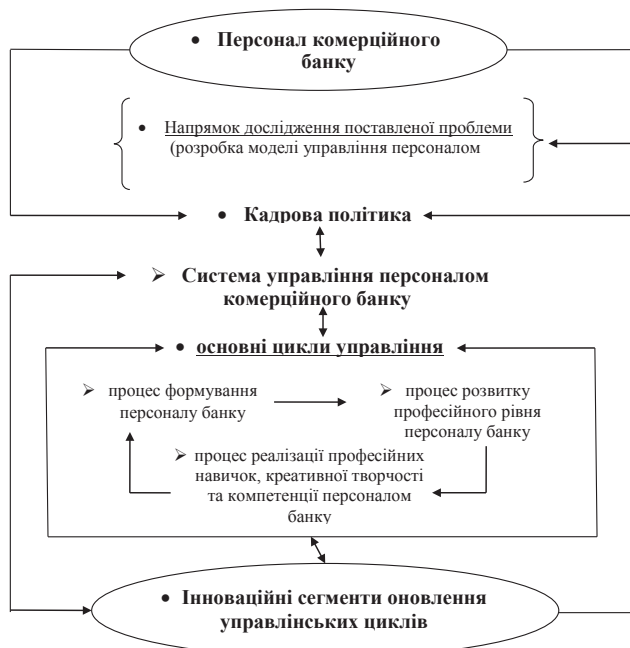 • Персонал комерційного
банку
• Напрямок дослідження поставленої проблеми
(розробка моделі управління персоналом
• Кадрова політика
➢ Система управління персоналом
комерційного банку
• основні цикли управління
➢ процес формування
персоналу банку
➢ процес розвитку
професійного рівня
персоналу банку
➢ процес реалізації професійних
навичок, креативної творчості
та компетенції персоналом
банку
• Інноваційні сегменти оновлення
управлінських циклів